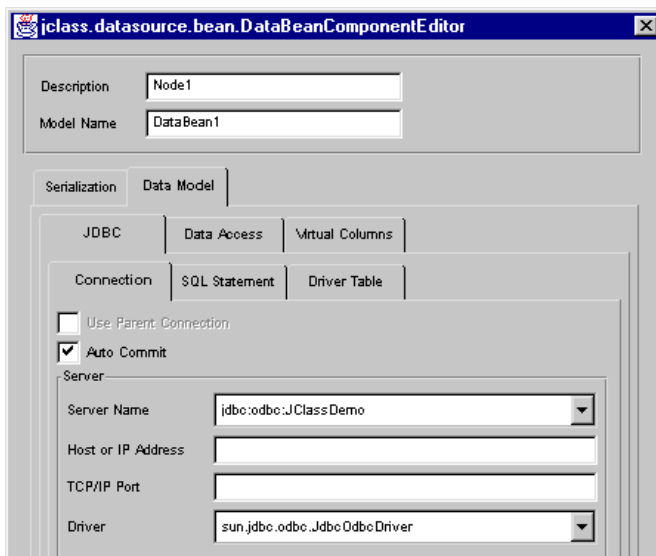 jclass.datasource.bean.DataBeanComponentEditor
Description Node1
Model Name DataBean1
Serialization Data Model
JDBC Data Access Virtual Columns
Connection SQL Statement Driver Table
Use Parent Connection
Auto Commit
Server
Server Name jdbc:odbc:JClassDemo
Host or IP Address
TCP/IP Port
Driver sun.jdbc.odbc.JdbcOdbcDriver